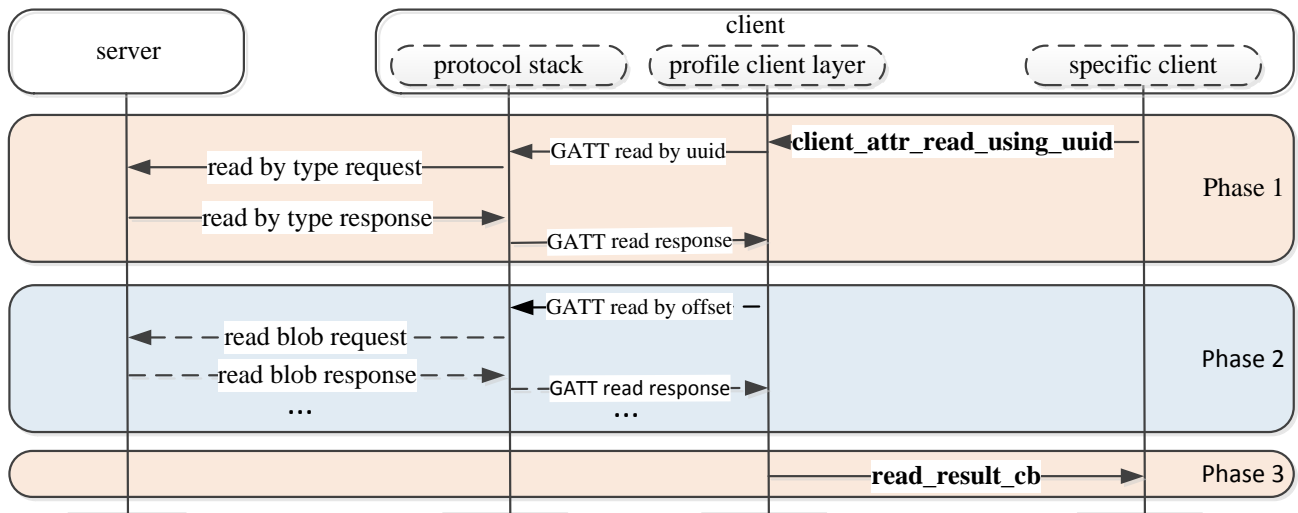 client
server
protocol stack
profile client layer
specific client
client_attr_read_using_uuid
GATT read by uuid
read by type request
Phase 1
read by type response
GATT read response
GATT read by offset
read blob request
Phase 2
read blob response
GATT read response
...
...
read_result_cb
Phase 3